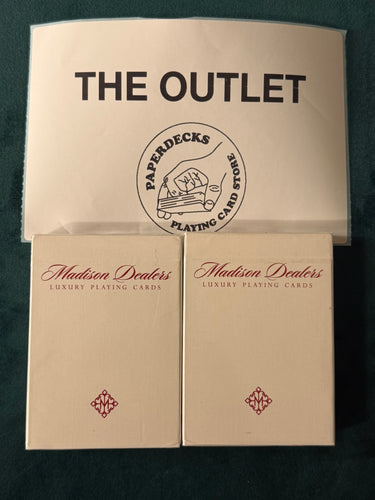 THE OUTLET
PAPERDECKS
PLAYING CARD STORE
Madison Dealers
LUXURY PLAYING CARDS
M
Madison Dealers
LUXURY PLAYING CARDS
M